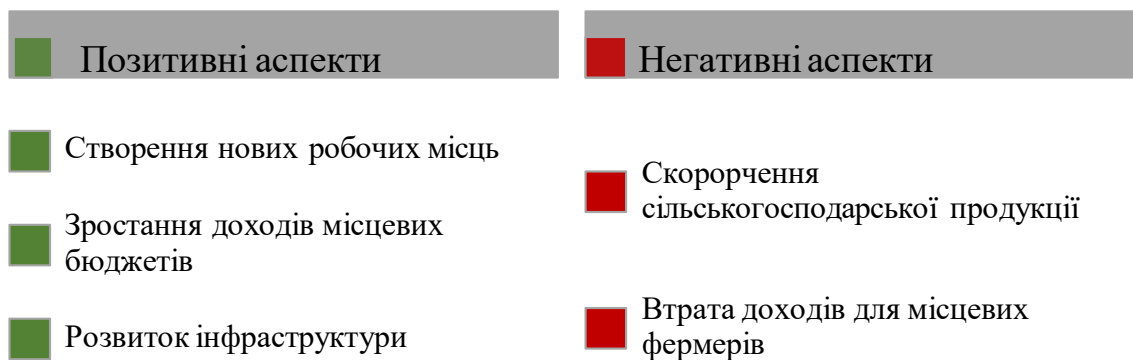 Позитивні аспекти
Створення нових робочих місць
Зростання доходів місцевих
бюджетів
Розвиток інфраструктури
Негативні аспекти
Скорорчення
сільськогосподарської продукції
Втрата доходів для місцевих
фермерів